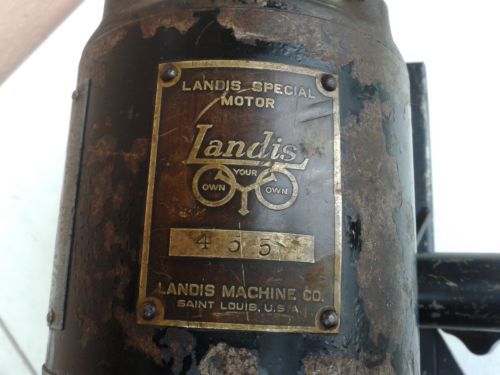 LANDIS SPECIAL
MOTOR
Landis
YOUR
OWN OWN
455
LANDIS MACHINE CO.
SAINT LOUIS, U.S.A